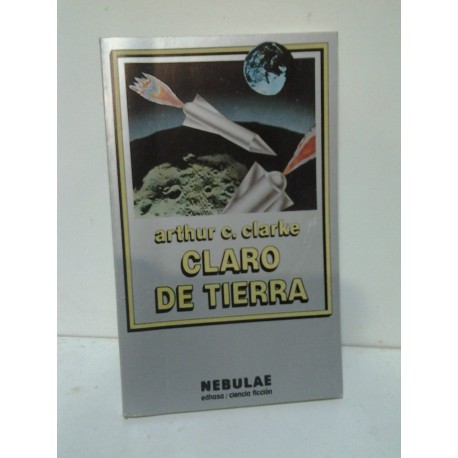 arthur c. clarke
CLARO
DE TIERRA
NEBULAE
edhasa / ciencia ficción